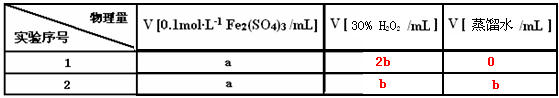 物理量
实验序号
V [0.1mol·L-1 Fe2(SO4)3 /mL]
V [ 30% H2O2 /mL]
V [ 蒸馏水 /mL]
1 a 2b 0
2 a b b